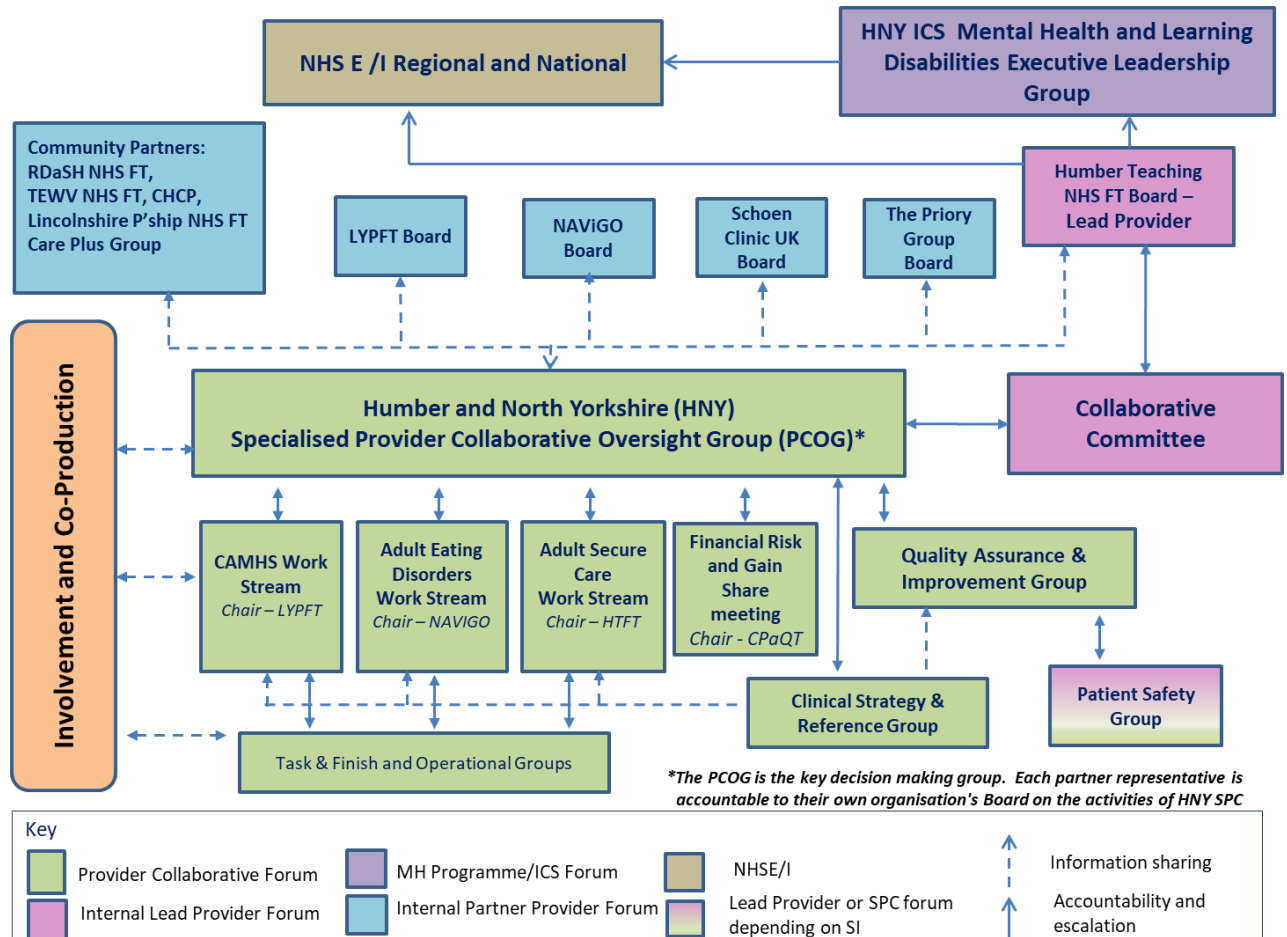 NHS E /I Regional and National
HNY ICS Mental Health and Learning
Disabilities Executive Leadership
Group
Community Partners:
RDaSH NHS FT,
TEWV NHS FT, CHCP,
Lincolnshire P’ship NHS FT
Care Plus Group
LYPFT Board
NAViGO
Board
Schoen
Clinic UK
Board
The Priory
Group
Board
Humber Teaching
NHS FT Board –
Lead Provider
Involvement and Co-Production
Humber and North Yorkshire (HNY)
Specialised Provider Collaborative Oversight Group (PCOG)*
Collaborative
Committee
CAMHS Work
Stream
Chair – LYPFT
Adult Eating
Disorders
Work Stream
Chair – NAVIGO
Adult Secure
Care
Work Stream
Chair – HTFT
Financial Risk
and Gain
Share
meeting
Chair - CPaQT
Quality Assurance &
Improvement Group
Clinical Strategy &
Reference Group
Patient Safety
Group
Task & Finish and Operational Groups
*The PCOG is the key decision making group. Each partner representative is
accountable to their own organisation's Board on the activities of HNY SPC
Key
Provider Collaborative Forum
Internal Lead Provider Forum
MH Programme/ICS Forum
Internal Partner Provider Forum
NHSE/I
Lead Provider or SPC forum
depending on SI
Information sharing
Accountability and
escalation